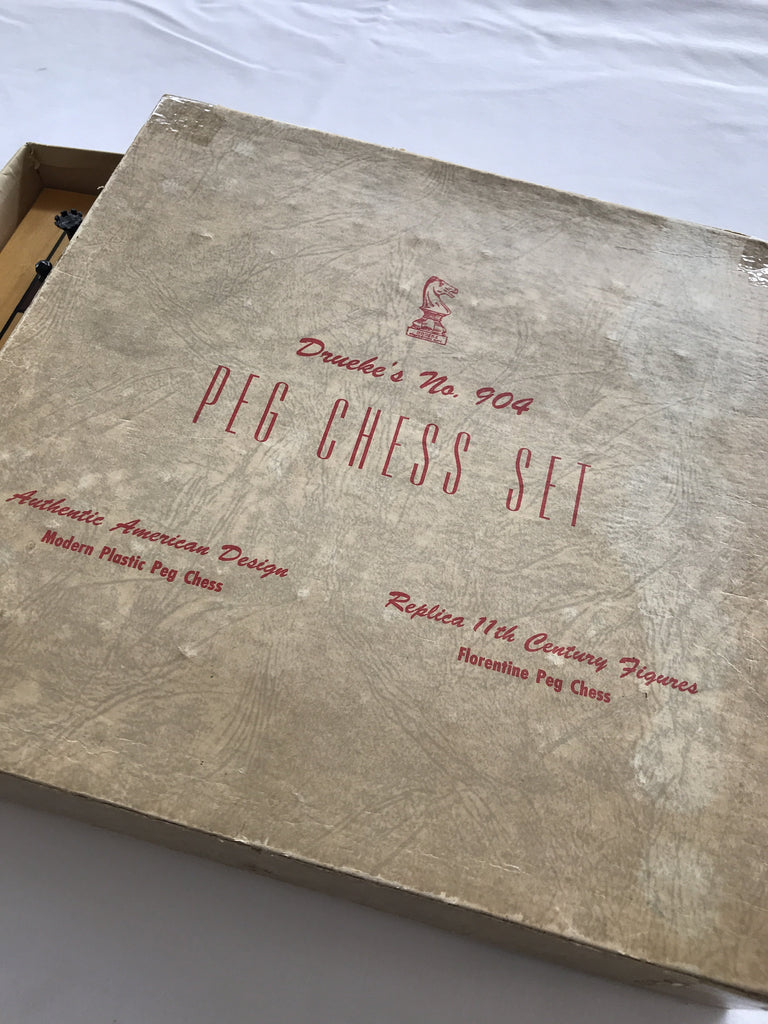 Drueke's No. 904
PEG CHESS SET
Authentic American Design
Modern Plastic Peg Chess
Replica 11th Century Figures
Florentine Peg Chess